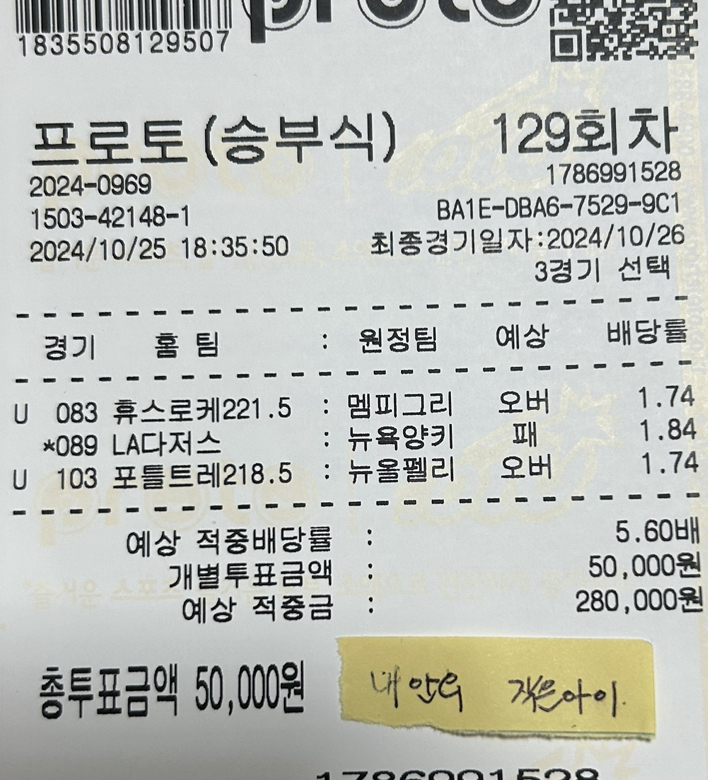 1835508129507
proto
프로토(승부식) 129회차
2024-0969 1786991528
1503-42148-1 BA1E-DBA6-7529-9C1
2024/10/25 18:35:50 최종경기일자:2024/10/26
3경기 선택
경기 홈 팀 : 원정팀 예상 배당률
U 083 휴스로케221.5 : 멤피그리 오버 1.74
*089 LA다저스 : 뉴욕양키 패 1.84
U 103 포틀트레218.5 : 뉴올펠리 오버 1.74
예상 적중배당률 : 5.60배
개별투표금액 : 50,000원
예상 적중금 : 280,000원
총투표금액 50,000원
내 안의 작은아이.
1786991528